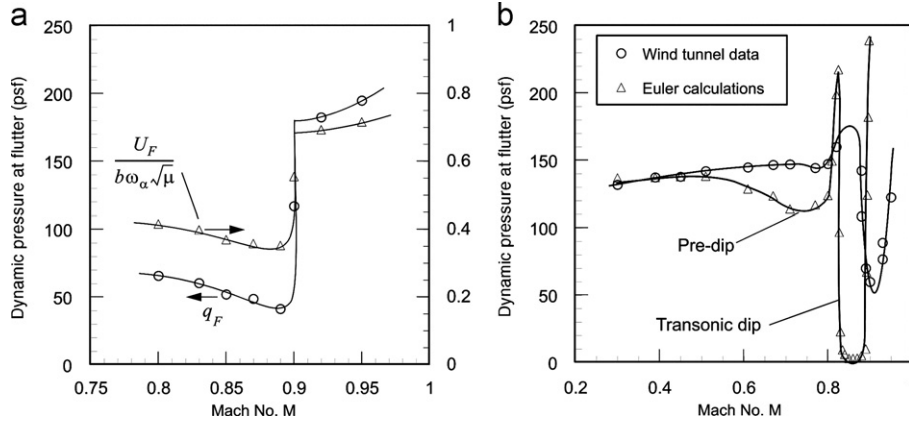 a
250
200
150
100
50
0
Dynamic pressure at flutter (psf)
1
0.8
0.6
0.4
0.2
0
U_F
bω_α√μ
q_F
0.75
0.8
0.85
0.9
0.95
1
Mach No. M
b
250
200
150
100
50
0
Dynamic pressure at flutter (psf)
Wind tunnel data
Euler calculations
Pre-dip
Transonic dip
0.2
0.4
0.6
0.8
1
Mach No. M